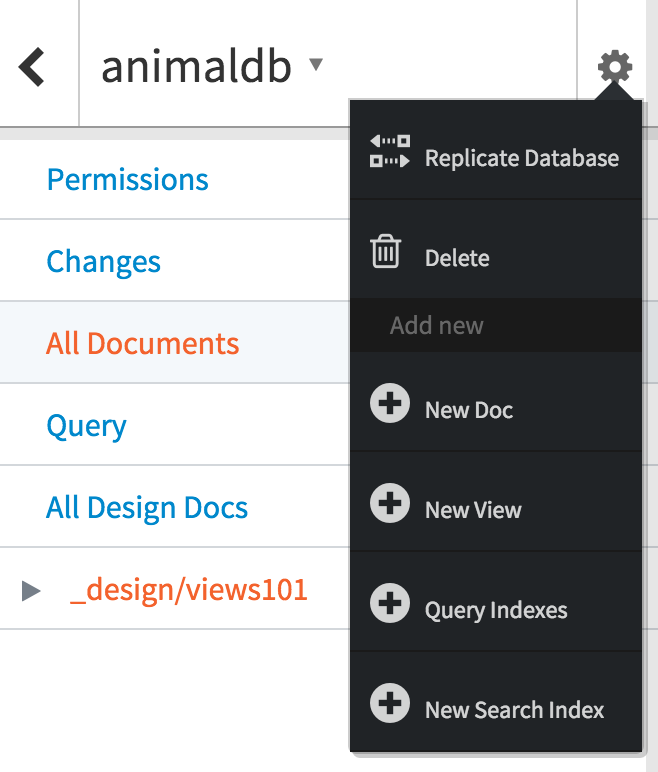 animaldb
Replicate Database
Delete
Add new
New Doc
New View
Query Indexes
New Search Index
Permissions
Changes
All Documents
Query
All Design Docs
_design/views101